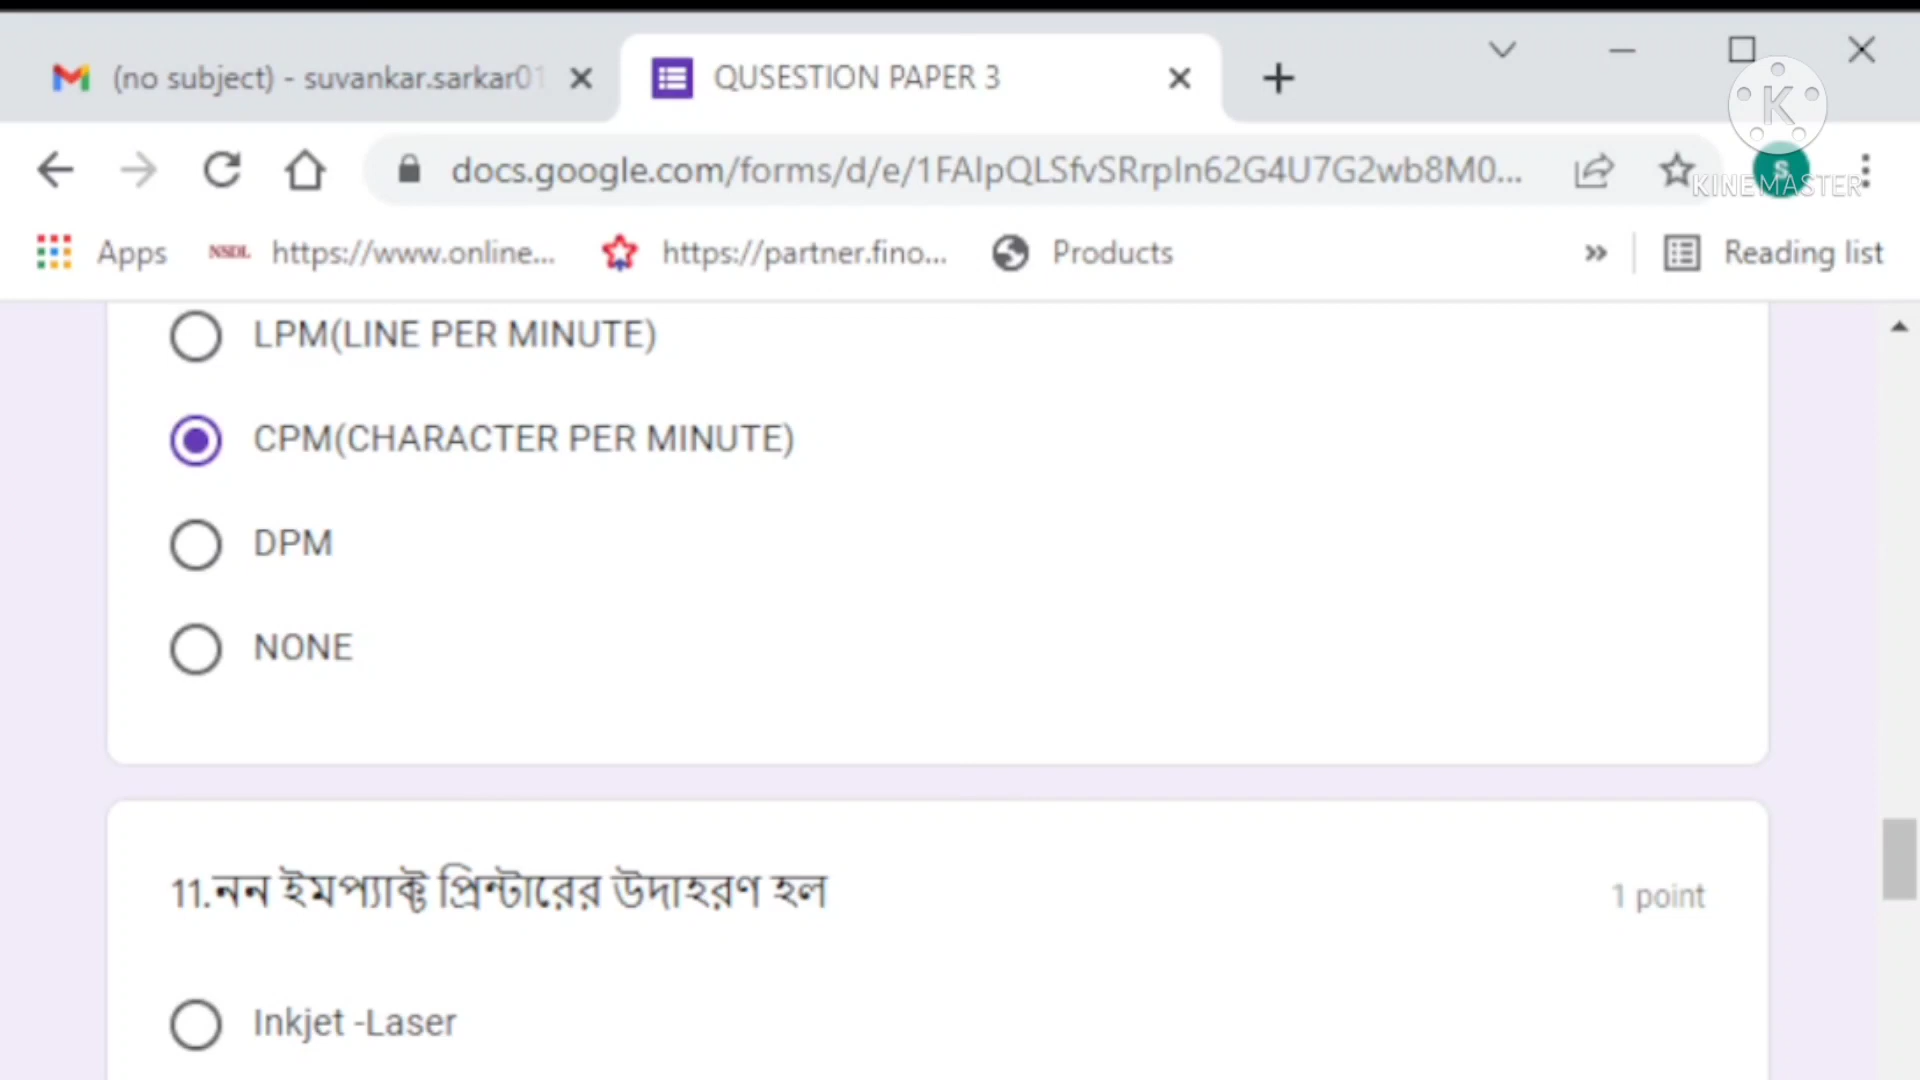 (no subject) - suvankar.sarkar01
QUSESTION PAPER 3
docs.google.com/forms/d/e/1FAIpQLSfvSRrpIn62G4U7G2wb8M0...
K
S
KINEMASTER
Apps
NSDL
https://www.online...
https://partner.fino...
Products
»
Reading list
LPM(LINE PER MINUTE)
CPM(CHARACTER PER MINUTE)
DPM
NONE
11.নন ইমপ্যাক্ট প্রিন্টারের উদাহরণ হল
1 point
Inkjet -Laser